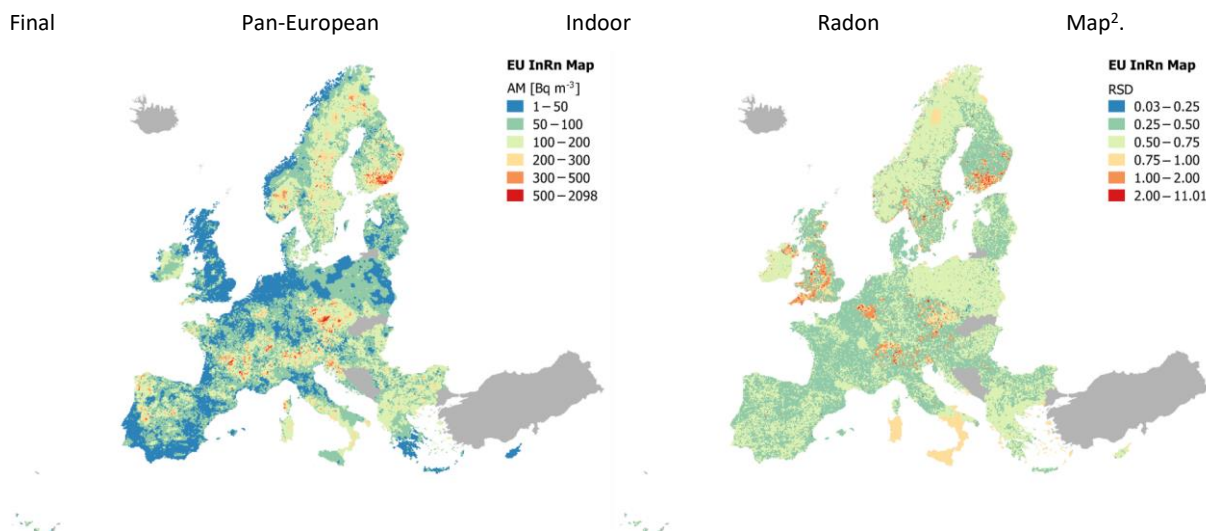 Final Pan-European Indoor Radon Map².
EU InRn Map
AM [Bq m⁻³]
1 – 50
50 – 100
100 – 200
200 – 300
300 – 500
500 – 2098
EU InRn Map
RSD
0.03 – 0.25
0.25 – 0.50
0.50 – 0.75
0.75 – 1.00
1.00 – 2.00
2.00 – 11.01